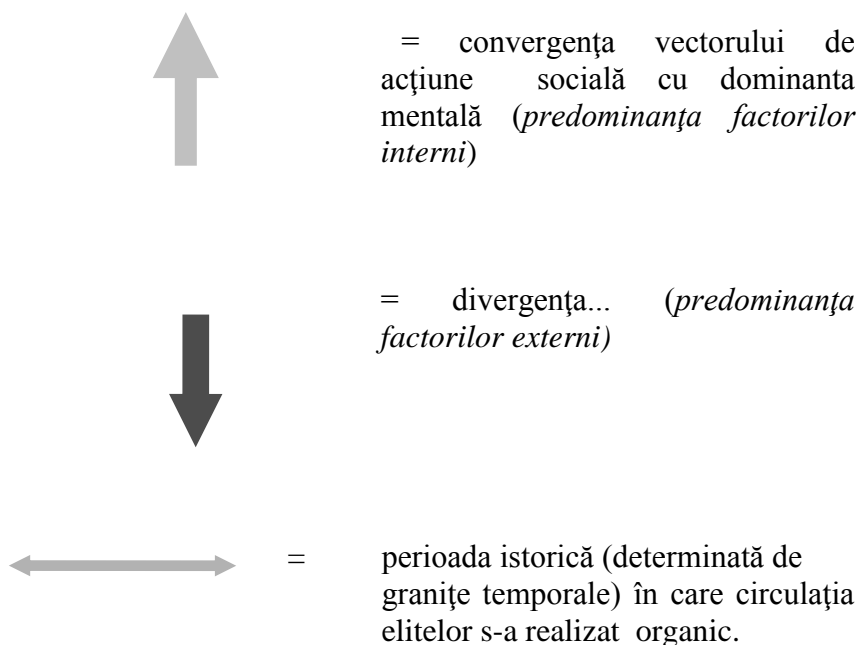 = convergenţa vectorului de
acţiune socială cu dominanta
mentală (predominanţa factorilor
interni)
= divergenţa... (predominanţa
factorilor externi)
= perioada istorică (determinată de
graniţe temporale) în care circulaţia
elitelor s-a realizat organic.